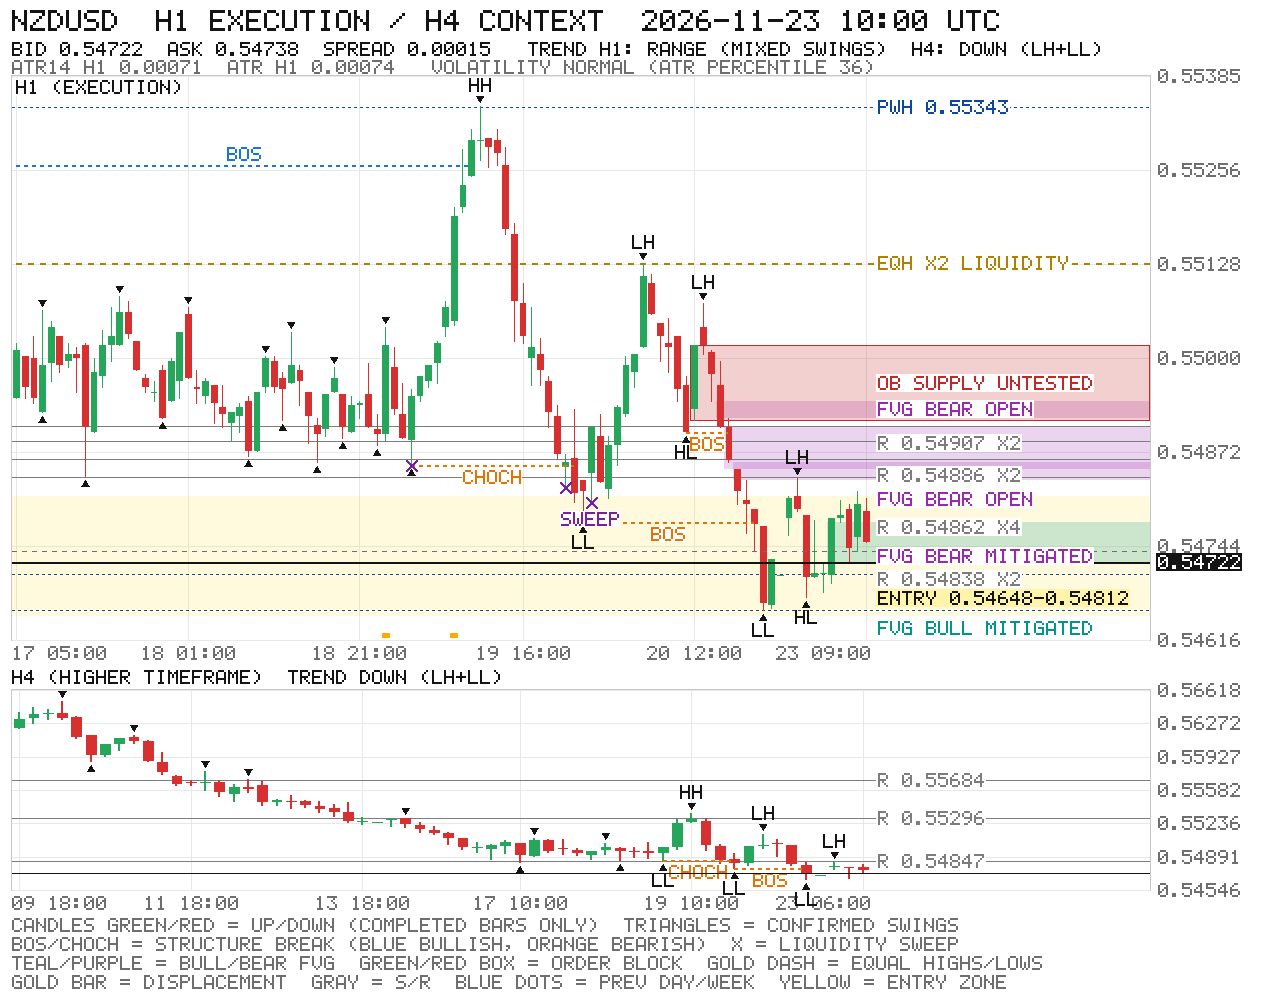 NZDUSD  H1 EXECUTION / H4 CONTEXT  2026-11-23 10:00 UTC
BID 0.54722  ASK 0.54738  SPREAD 0.00015   TREND H1: RANGE (MIXED SWINGS)  H4: DOWN (LH+LL)
ATR14 H1 0.00071  ATR H1 0.00074   VOLATILITY NORMAL (ATR PERCENTILE 36)
H1 (EXECUTION)
HH
0.55385
PWH 0.55343
BOS
0.55256
LH
EQH X2 LIQUIDITY
0.55128
LH
0.55000
OB SUPPLY UNTESTED
FVG BEAR OPEN
BOS
R 0.54907 X2
HL
0.54872
LH
CHOCH
R 0.54886 X2
FVG BEAR OPEN
SWEEP
BOS
R 0.54862 X4
LL
0.54744
FVG BEAR MITIGATED
0.54722
R 0.54838 X2
ENTRY 0.54648-0.54812
HL
LL
FVG BULL MITIGATED
0.54616
17 05:00  18 01:00  18 21:00  19 16:00  20 12:00  23 09:00
H4 (HIGHER TIMEFRAME)  TREND DOWN (LH+LL)
0.56618
0.56272
0.55927
R 0.55684
0.55582
HH
LH
R 0.55296
0.55236
LH
R 0.54847
0.54891
CHOCH
LL
LL
BOS
0.54546
LL
09 18:00  11 18:00  13 18:00  17 10:00  19 10:00  23 06:00
CANDLES GREEN/RED = UP/DOWN (COMPLETED BARS ONLY)  TRIANGLES = CONFIRMED SWINGS
BOS/CHOCH = STRUCTURE BREAK (BLUE BULLISH, ORANGE BEARISH)  X = LIQUIDITY SWEEP
TEAL/PURPLE = BULL/BEAR FVG  GREEN/RED BOX = ORDER BLOCK  GOLD DASH = EQUAL HIGHS/LOWS
GOLD BAR = DISPLACEMENT  GRAY = S/R  BLUE DOTS = PREV DAY/WEEK  YELLOW = ENTRY ZONE